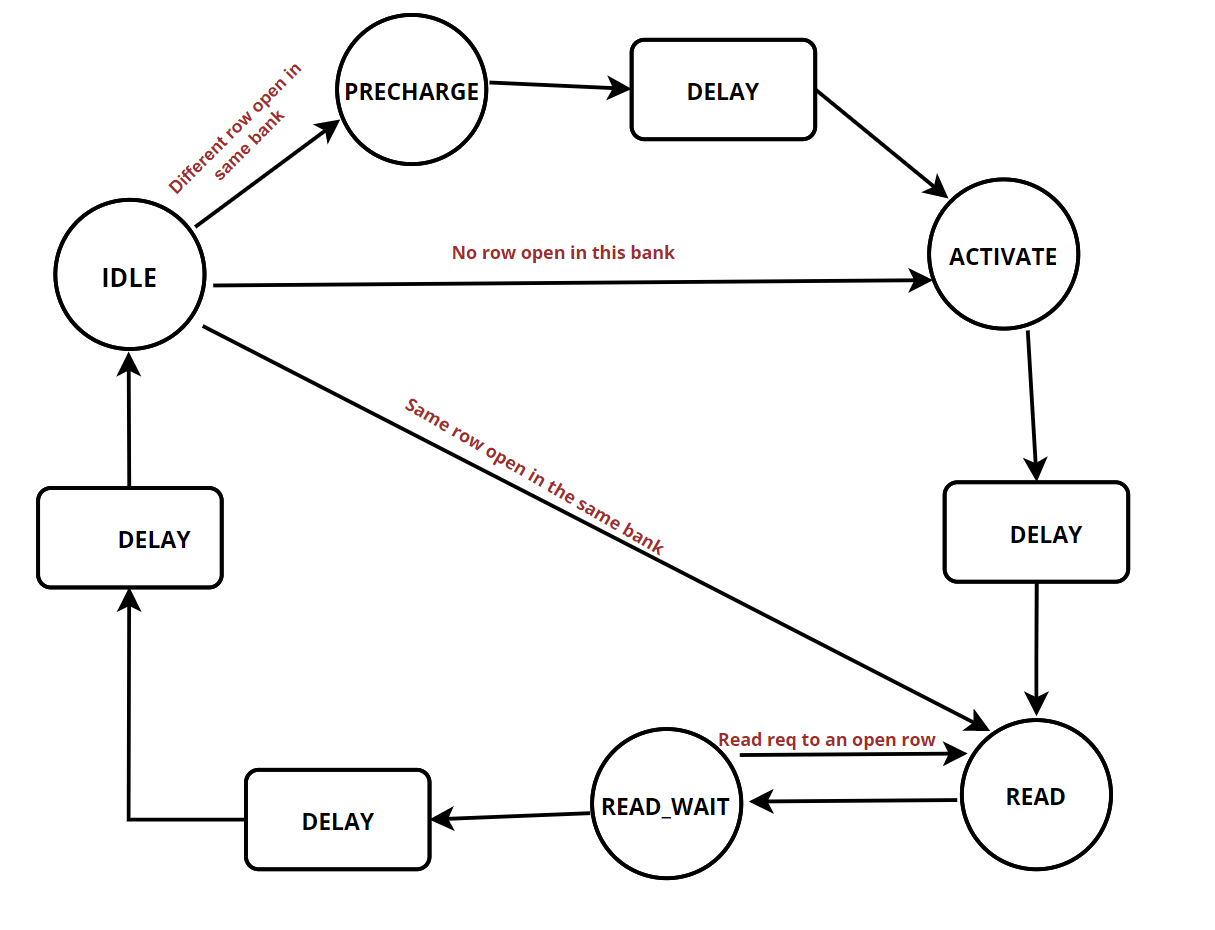 PRECHARGE
DELAY
Different row open in
same bank
ACTIVATE
No row open in this bank
IDLE
Same row open in the same bank
DELAY
DELAY
Read req to an open row
READ
READ_WAIT
DELAY